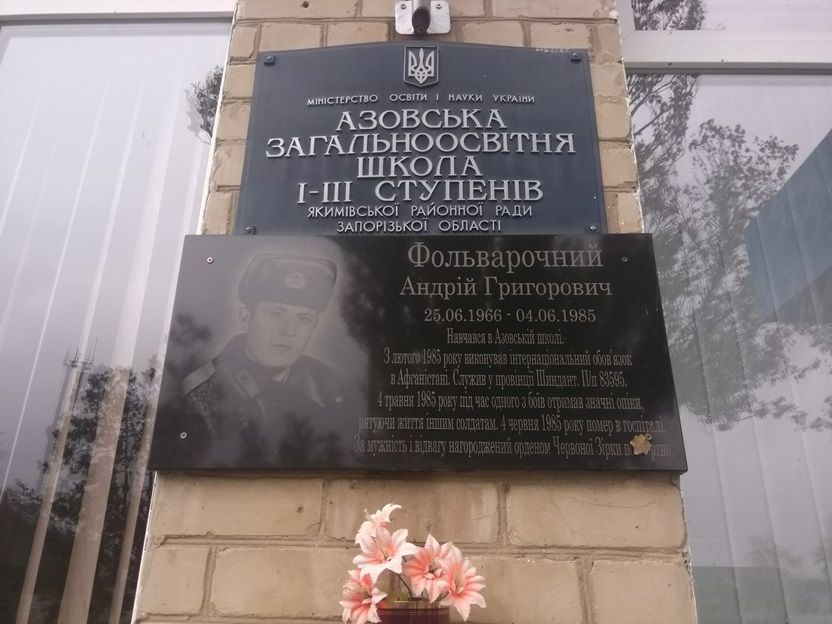 МІНІСТЕРСТВО ОСВІТИ І НАУКИ УКРАЇНИ
АЗОВСЬКА
ЗАГАЛЬНООСВІТНЯ
ШКОЛА
І-ІІІ СТУПЕНІВ
ЯКИМІВСЬКОЇ РАЙОННОЇ РАДИ
ЗАПОРІЗЬКОЇ ОБЛАСТІ
Фольварочний
Андрій Григорович
25.06.1966 - 04.06.1985
Навчався в Азовській школі.
З лютого 1985 року виконував інтернаціональний обов'язок
в Афганістані. Служив у провінції Шиндант. П/п 83595.
4 травня 1985 року під час одного з боїв отримав значні опіки,
рятуючи життя іншим солдатам. 4 червня 1985 року помер в госпіталі.
За мужність і відвагу нагороджений орденом Червоної Зірки